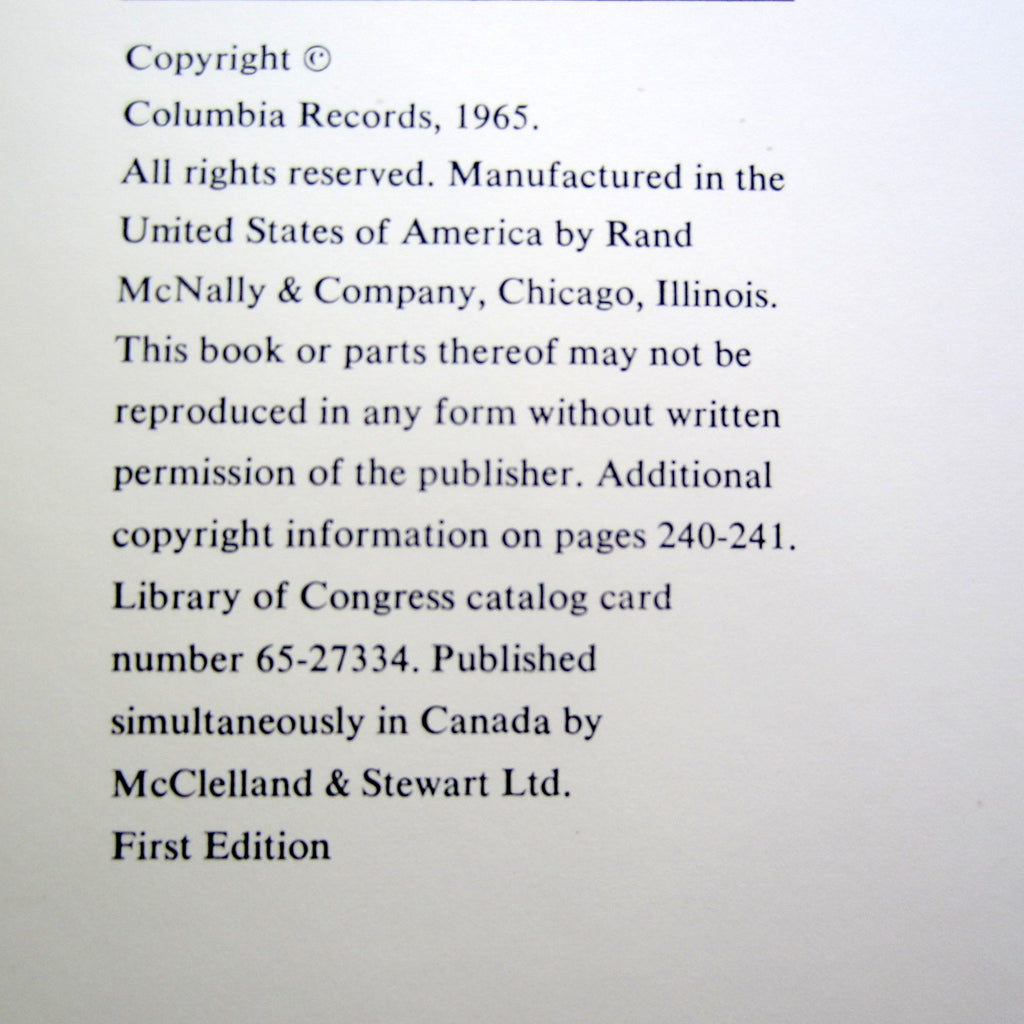 Copyright ©
Columbia Records, 1965.
All rights reserved. Manufactured in the
United States of America by Rand
McNally & Company, Chicago, Illinois.
This book or parts thereof may not be
reproduced in any form without written
permission of the publisher. Additional
copyright information on pages 240-241.
Library of Congress catalog card
number 65-27334. Published
simultaneously in Canada by
McClelland & Stewart Ltd.
First Edition